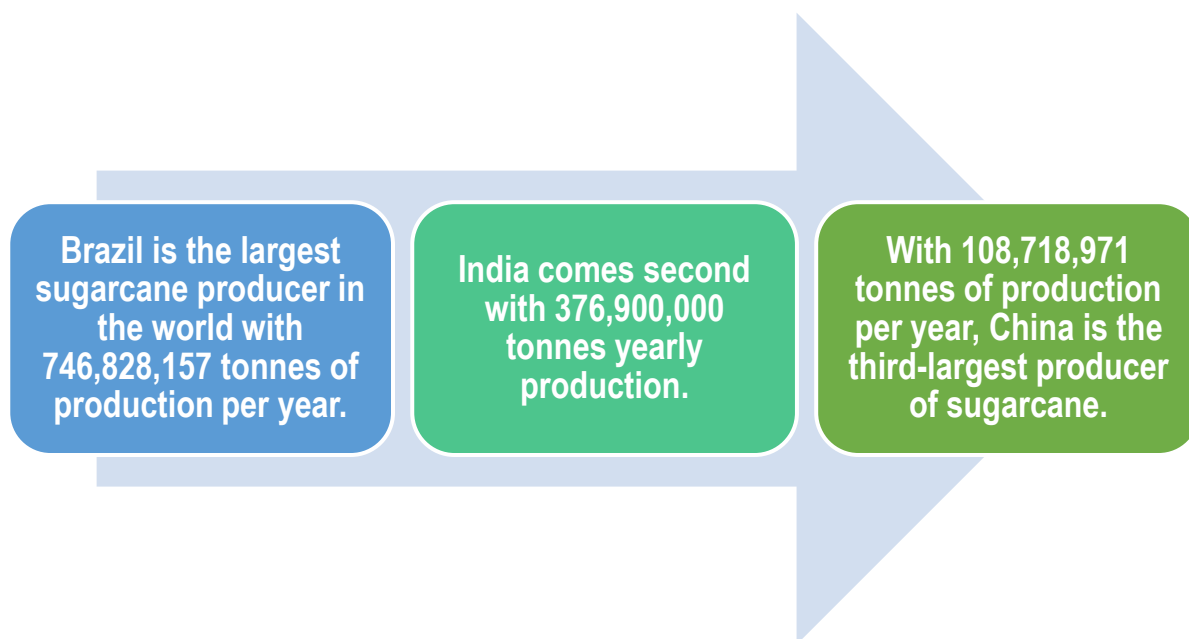 Brazil is the largest
sugarcane producer in
the world with
746,828,157 tonnes of
production per year.
India comes second
with 376,900,000
tonnes yearly
production.
With 108,718,971
tonnes of production
per year, China is the
third-largest producer
of sugarcane.